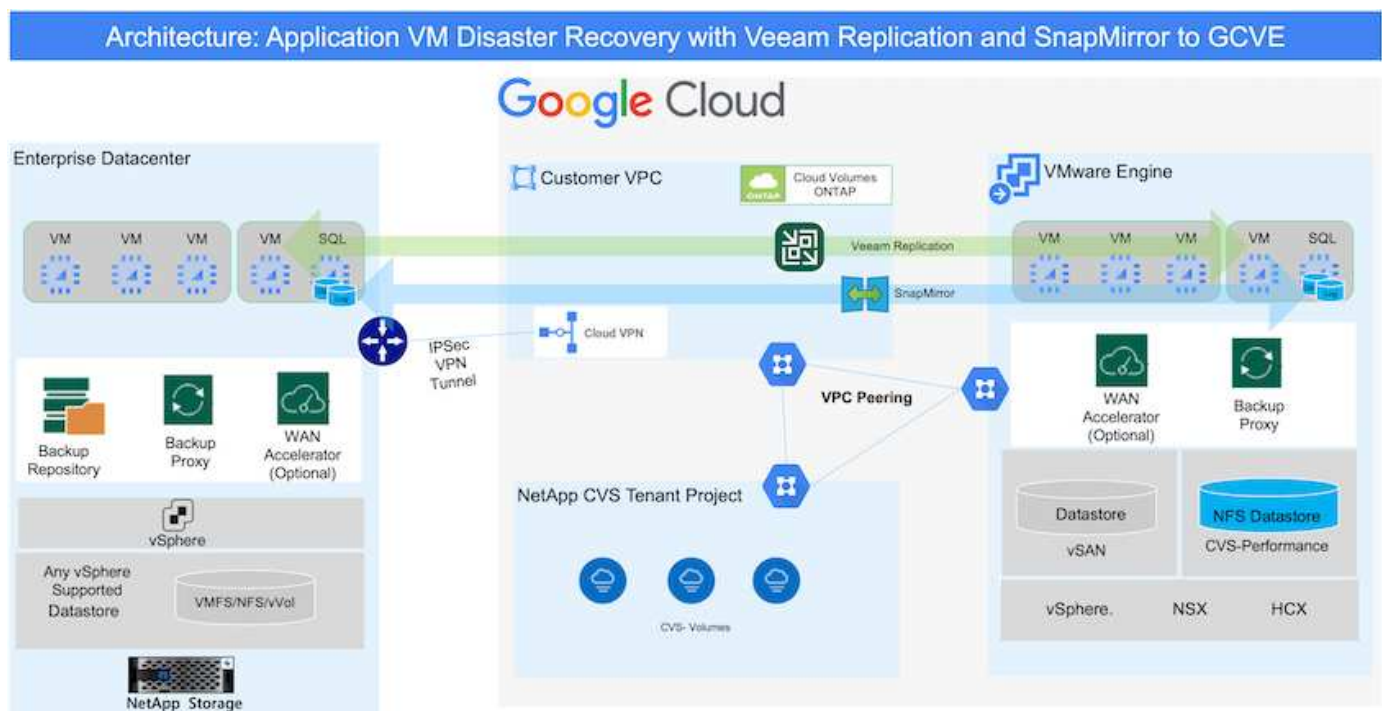 Architecture: Application VM Disaster Recovery with Veeam Replication and SnapMirror to GCVE
Google Cloud
Enterprise Datacenter
VM VM VM VM SQL
IPSec
VPN
Tunnel
Backup
Repository
Backup
Proxy
WAN
Accelerator
(Optional)
vSphere
Any vSphere
Supported
Datastore
VMFS/NFS/vVol
NetApp Storage
Customer VPC
ONTAP
Cloud Volumes
ONTAP
Veeam Replication
SnapMirror
Cloud VPN
VPC Peering
NetApp CVS Tenant Project
CVS- Volumes
VMware Engine
VM VM VM VM SQL
WAN
Accelerator
(Optional)
Backup
Proxy
Datastore
vSAN
NFS Datastore
CVS-Performance
vSphere. NSX HCX